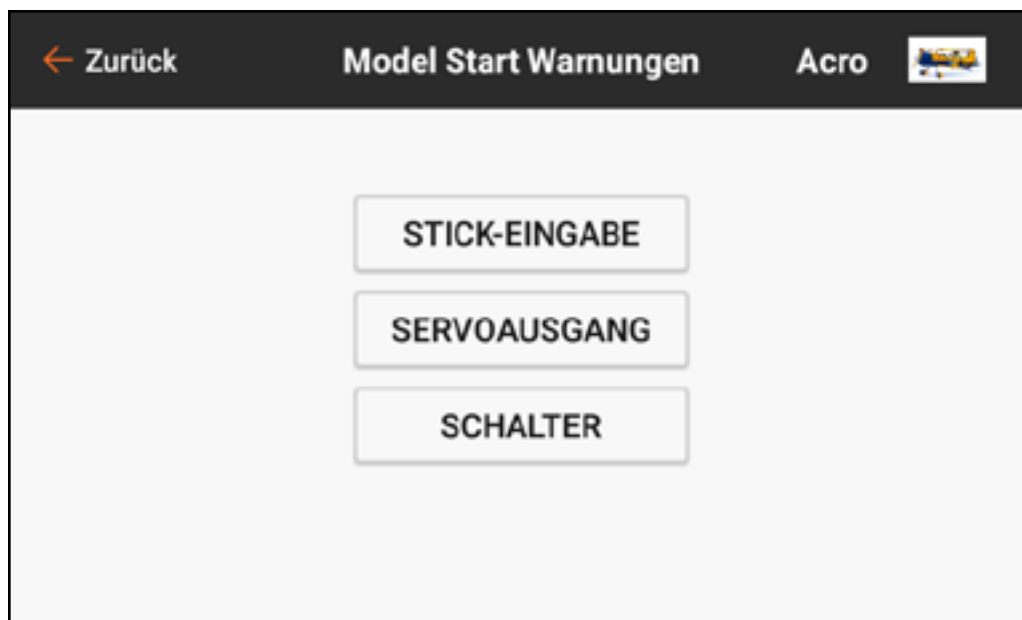 Zurück Model Start Warnungen Acro
STICK-EINGABE
SERVOAUSGANG
SCHALTER